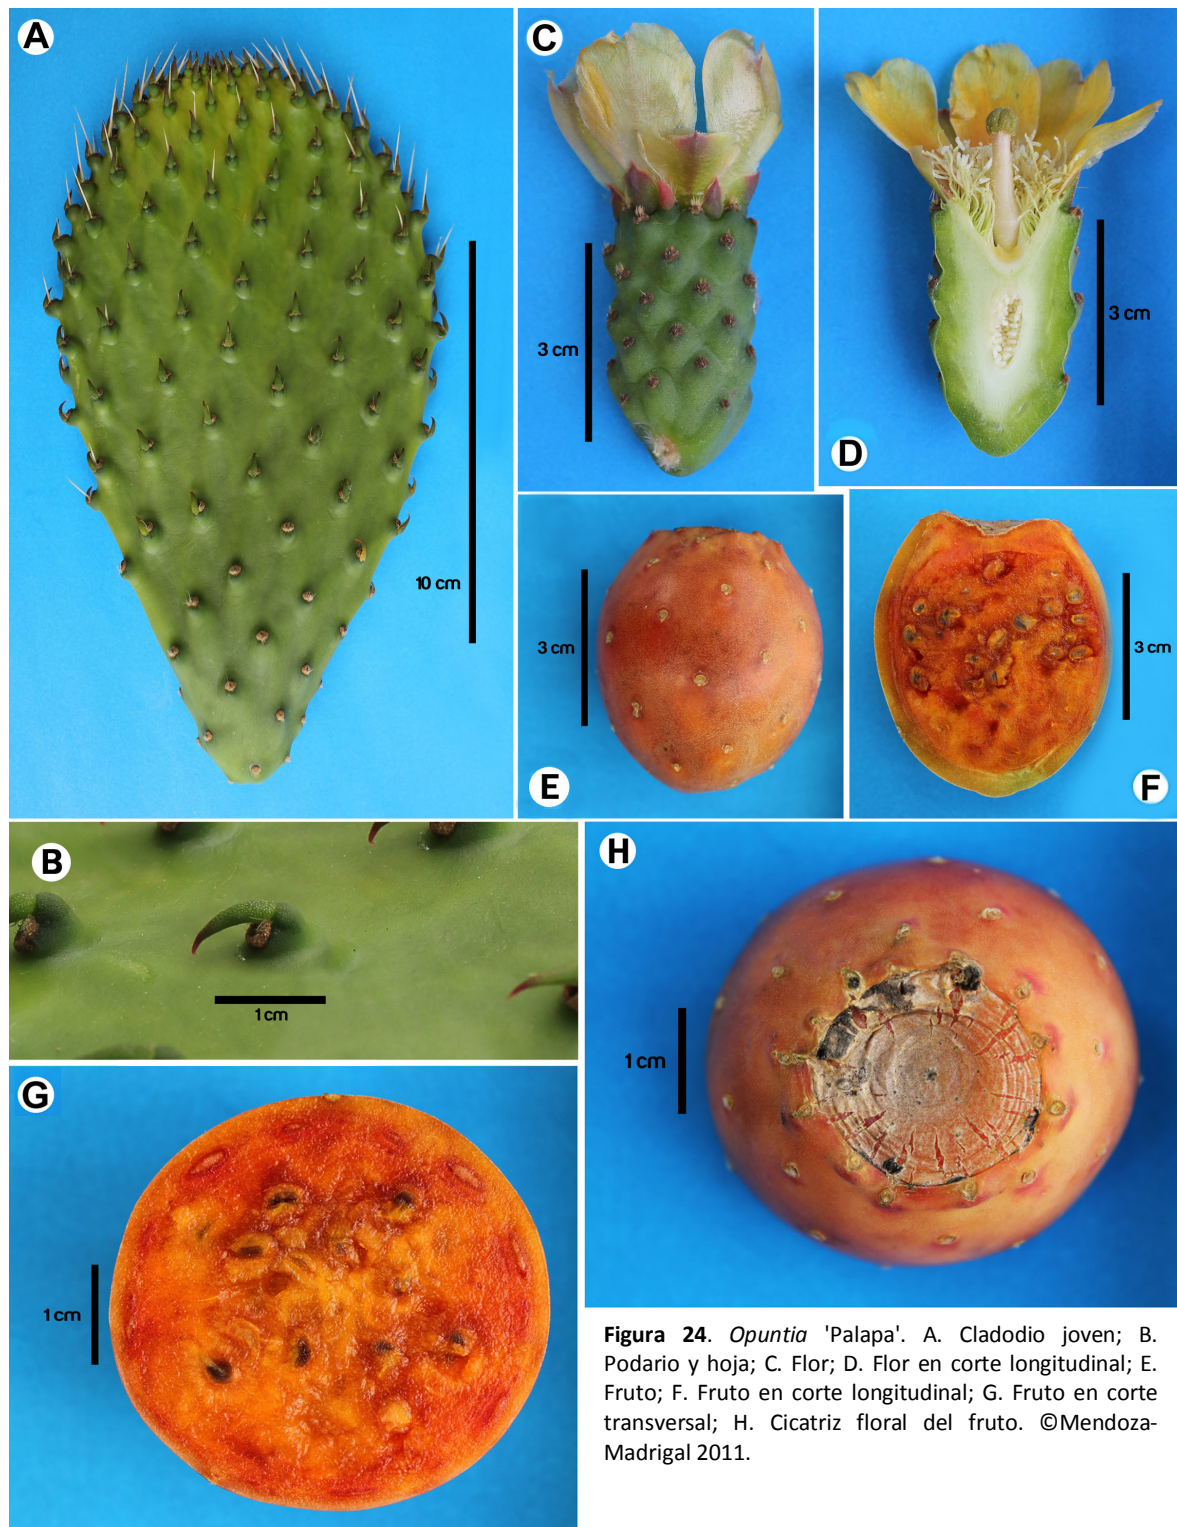 A
C
D
3 cm
3 cm
10 cm
3 cm
E
3 cm
F
B
1 cm
H
1 cm
G
1 cm
Figura 24. Opuntia 'Palapa'. A. Cladodio joven; B.
Podario y hoja; C. Flor; D. Flor en corte longitudinal; E.
Fruto; F. Fruto en corte longitudinal; G. Fruto en corte
transversal; H. Cicatriz floral del fruto. ©Mendoza-
Madrigal 2011.